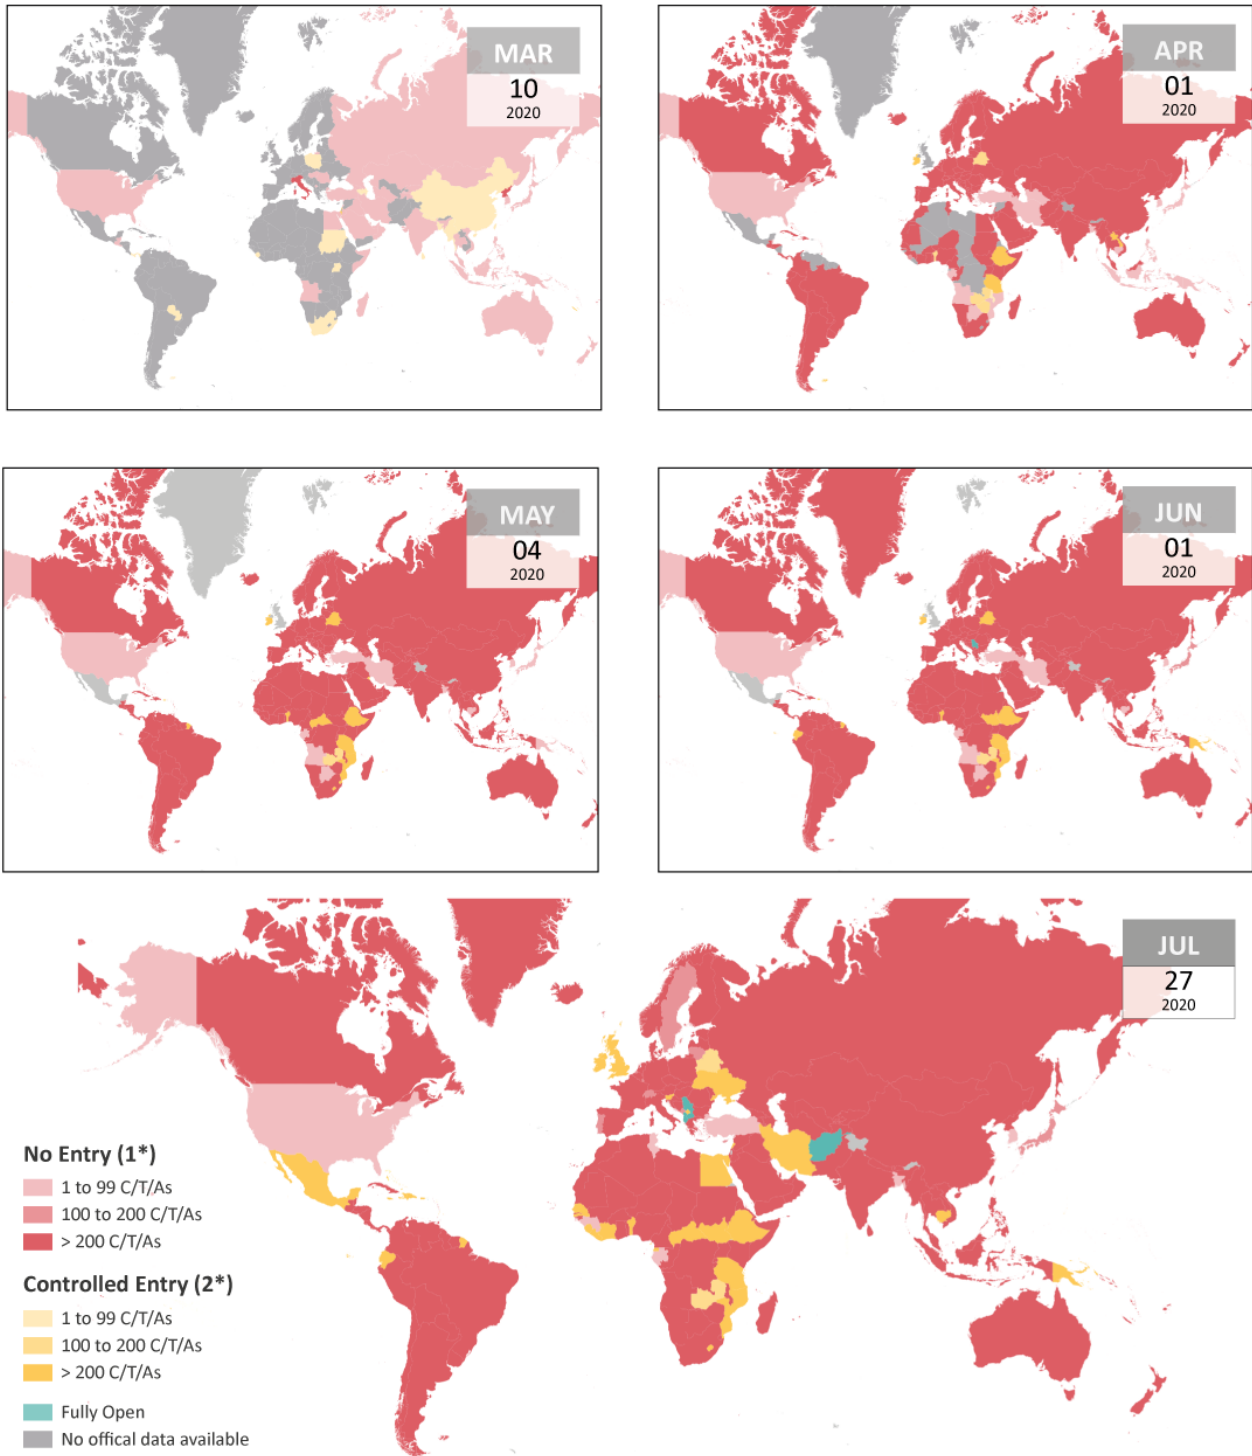 MAR
10
2020
APR
01
2020
MAY
04
2020
JUN
01
2020
JUL
27
2020
No Entry (1*)
1 to 99 C/T/As
100 to 200 C/T/As
> 200 C/T/As
Controlled Entry (2*)
1 to 99 C/T/As
100 to 200 C/T/As
> 200 C/T/As
Fully Open
No offical data available